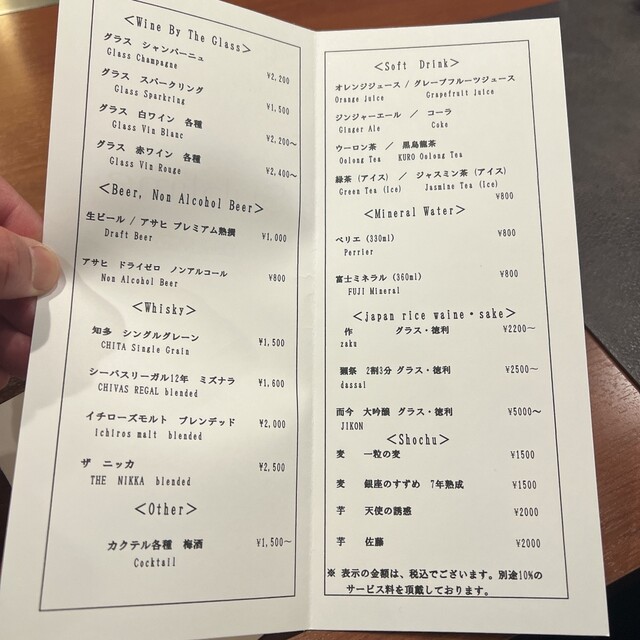 <Wine By The Glass>
グラス シャンパーニュ
Glass Champagne ¥2,200
グラス スパークリング
Glass Sparkring ¥1,500
グラス 白ワイン 各種
Glass Vin Blanc ¥2,200～
グラス 赤ワイン 各種
Glass Vin Rouge ¥2,400～
<Beer, Non Alcohol Beer>
生ビール / アサヒ プレミアム熟撰
Draft Beer ¥1,000
アサヒ ドライゼロ ノンアルコール
Non Alcohol Beer ¥800
<Whisky>
知多 シングルグレーン
CHITA Single Grain ¥1,500
シーバスリーガル12年 ミズナラ
CHIVAS REGAL blended ¥1,600
イチローズモルト ブレンデッド
Ichiros malt blended ¥2,000
ザ ニッカ
THE NIKKA blended ¥2,500
<Other>
カクテル各種 梅酒 ¥1,500～
Cocktail
<Soft Drink>
オレンジジュース / グレープフルーツジュース
Orange juice Grapefruit Juice
ジンジャーエール / コーラ
Ginger Ale Coke
ウーロン茶 / 黒烏龍茶
Oolong Tea KURO Oolong Tea
緑茶 (アイス) / ジャスミン茶 (アイス)
Green Tea (Ice) Jasmine Tea (Ice)
¥800
<Mineral Water>
ペリエ (330ml) ¥800
Perrier
富士ミネラル (360ml) ¥800
FUJI Mineral
<Japan rice waine・sake>
作 グラス・徳利 ¥2200～
zaku
獺祭 2割3分 グラス・徳利 ¥2500～
dassai
而今 大吟醸 グラス・徳利 ¥5000～
JIKON
<Shochu>
麦 一粒の麦 ¥1500
麦 銀座のすずめ 7年熟成 ¥1500
芋 天使の誘惑 ¥2000
芋 佐藤 ¥2000
※ 表示の金額は、税込でございます。別途10%の
サービス料を頂戴しております。